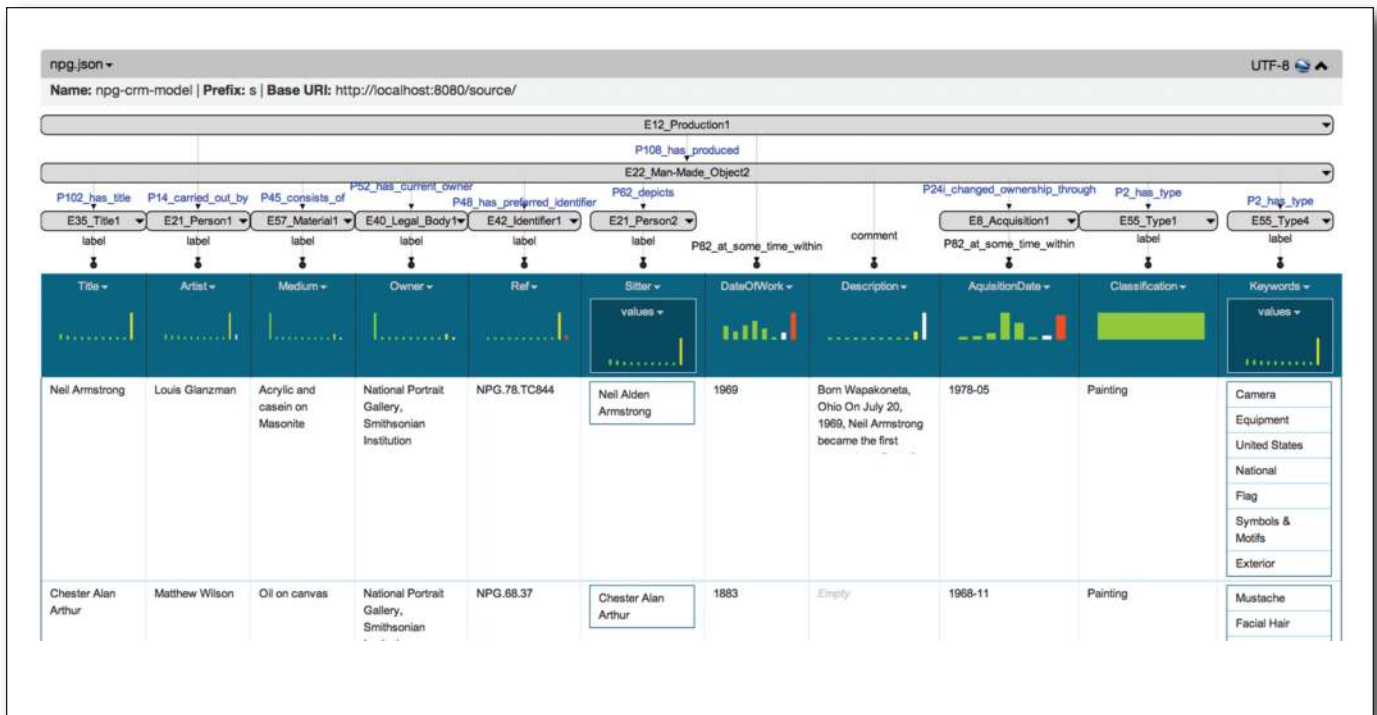 npg.json
UTF-8
Name: npg-crm-model | Prefix: s | Base URI: http://localhost:8080/source/
E12_Production1
P108_has_produced
E22_Man-Made_Object2
P102_has_title P14_carried_out_by P45_consists_of P52_has_current_owner P48_has_preferred_identifier P62_depicts P24i_changed_ownership_through P2_has_type P2_has_type
E35_Title1 E21_Person1 E57_Material1 E40_Legal_Body1 E42_Identifier1 E21_Person2 E8_Acquisition1 E55_Type1 E55_Type4
label label label label label label P82_at_some_time_within comment P82_at_some_time_within label label
Title Artist Medium Owner Ref Sitter DateOfWork Description AquisitionDate Classification Keywords
values values
Neil Armstrong
Louis Glanzman
Acrylic and
casein on
Masonite
National Portrait
Gallery,
Smithsonian
Institution
NPG.78.TC844
Neil Alden
Armstrong
1969
Born Wapakoneta,
Ohio On July 20,
1969, Neil Armstrong
became the first
1978-05
Painting
Camera
Equipment
United States
National
Flag
Symbols &
Motifs
Exterior
Chester Alan
Arthur
Matthew Wilson
Oil on canvas
National Portrait
Gallery,
Smithsonian
NPG.68.37
Chester Alan
Arthur
1883
Empty
1968-11
Painting
Mustache
Facial Hair